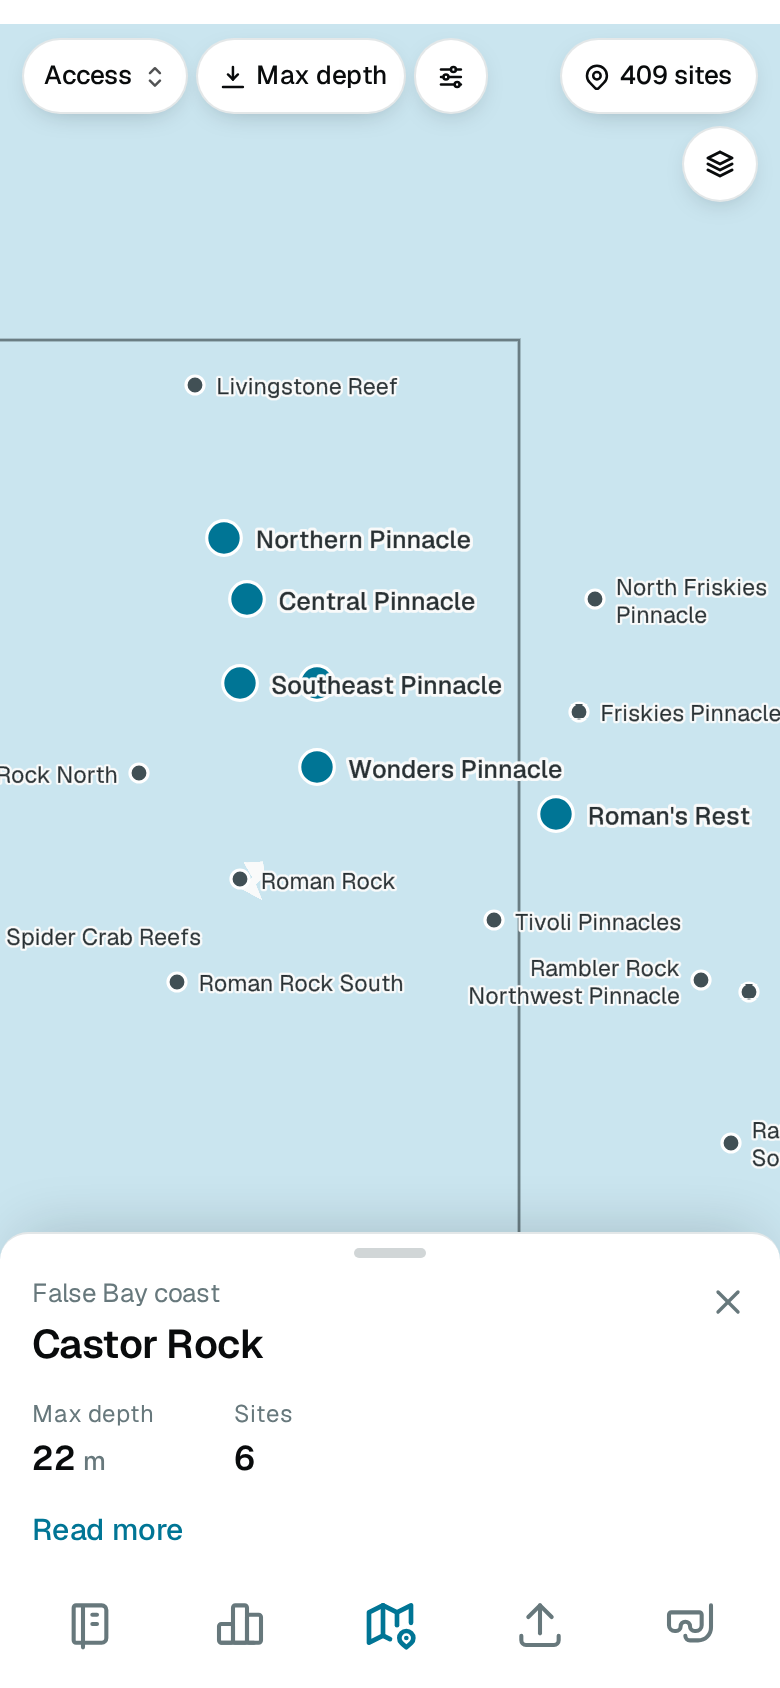 Access
Max depth
409 sites
Livingstone Reef
Northern Pinnacle
Central Pinnacle
North Friskies
Pinnacle
Southeast Pinnacle
Friskies Pinnacle
Rock North
Wonders Pinnacle
Roman's Rest
Roman Rock
Tivoli Pinnacles
Spider Crab Reefs
Rambler Rock
Northwest Pinnacle
Roman Rock South
Ra
So
False Bay coast
Castor Rock
Max depth
Sites
22 m
6
Read more